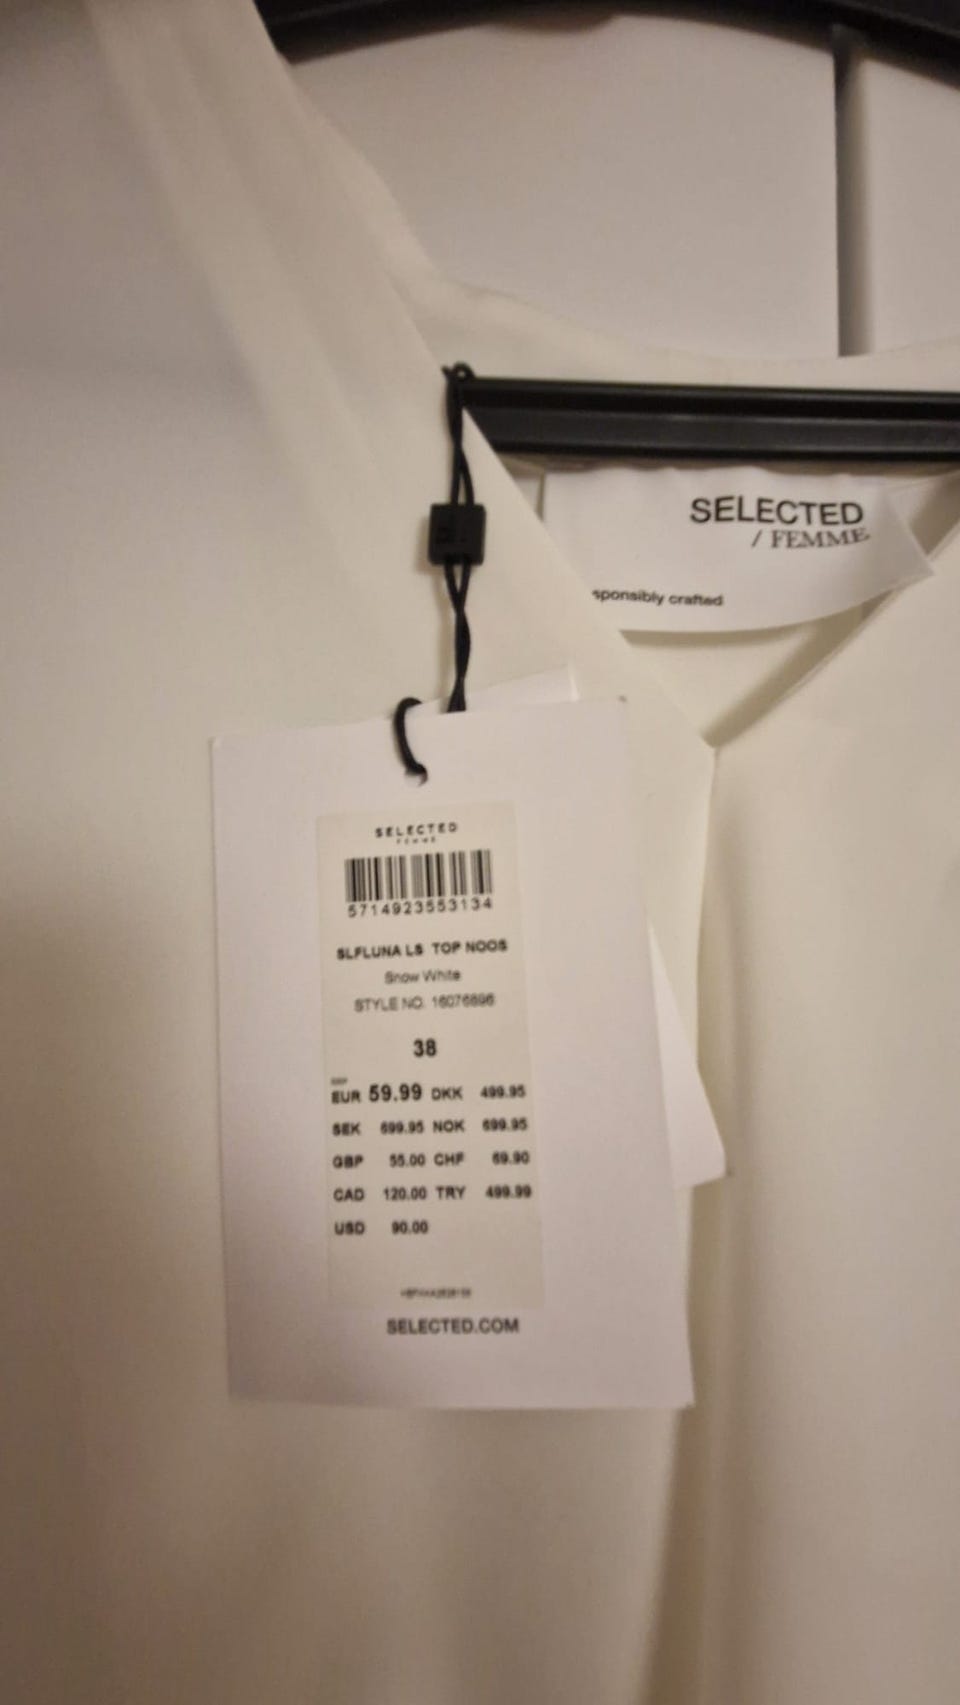 SELECTED
/ FEMME
sponsibly crafted
SELECTED
FEMME
5714923553134
SLFLUNA LS TOP NOOS
Snow White
STYLE NO. 16076896
38
EUR 59.99 DKK 499.95
SEK 699.95 NOK 699.95
GBP 55.00 CHF 69.90
CAD 120.00 TRY 499.99
USD 90.00
SELECTED.COM